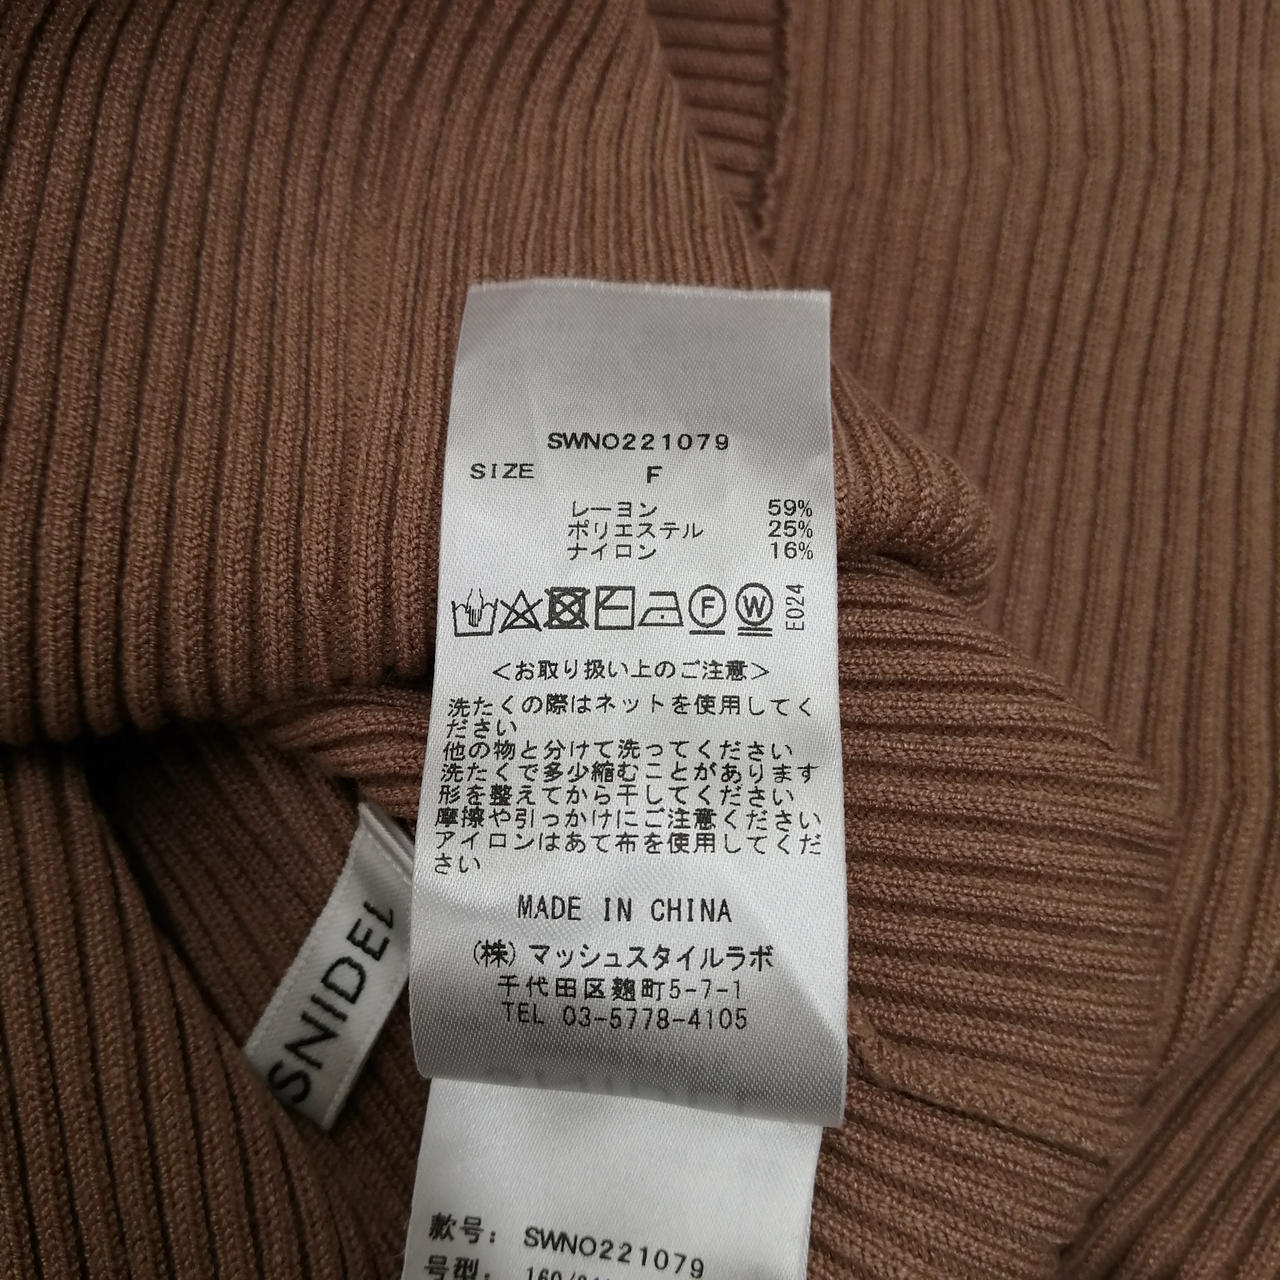 SWNO221079
SIZE F
レーヨン 59%
ポリエステル 25%
ナイロン 16%
F W E024
<お取り扱い上のご注意>
洗たくの際はネットを使用してく
ださい
他の物と分けて洗ってください
洗たくで多少縮むことがあります
形を整えてから干してください
摩擦や引っかけにご注意ください
アイロンはあて布を使用してくだ
さい
MADE IN CHINA
(株)マッシュスタイルラボ
千代田区麹町5-7-1
TEL 03-5778-4105
SNIDEL
款号: SWNO221079
号型: